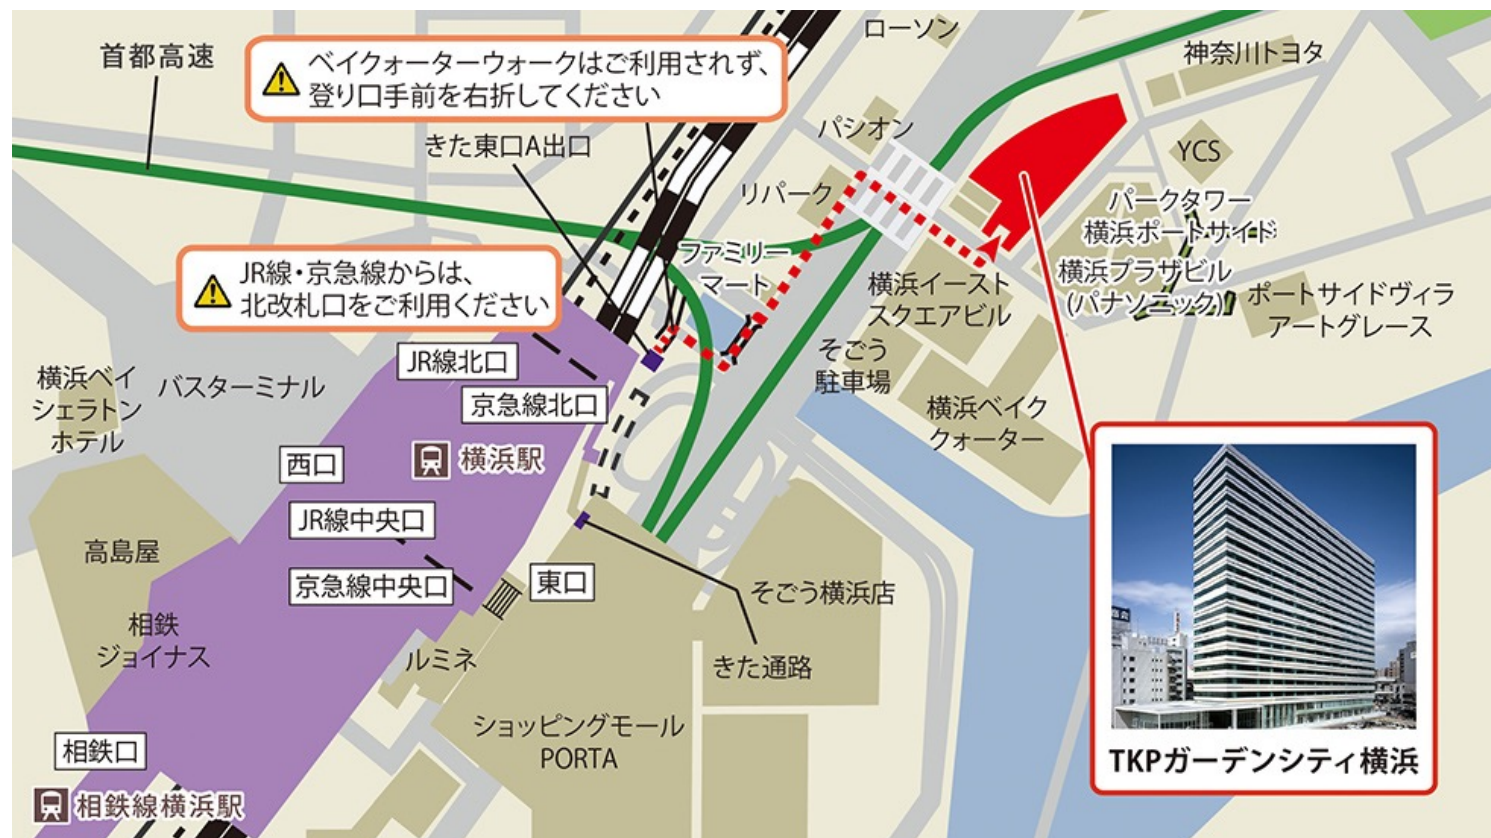 首都高速
ベイクォーターウォークはご利用されず、
登り口手前を右折してください
きた東口A出口
ローソン
神奈川トヨタ
パシオン
リパーク
YCS
パークタワー
横浜ポートサイド
ファミリー
マート
横浜プラザビル
(パナソニック)
横浜イースト
スクエアビル
ポートサイドヴィラ
アートグレース
JR線・京急線からは、
北改札口をご利用ください
JR線北口
京急線北口
そごう
駐車場
横浜ベイ
シェラトン
ホテル
バスターミナル
横浜ベイク
クォーター
横浜駅
西口
JR線中央口
京急線中央口
東口
高島屋
そごう横浜店
相鉄
ジョイナス
ルミネ
きた通路
ショッピングモール
PORTA
相鉄口
相鉄線横浜駅
TKPガーデンシティ横浜